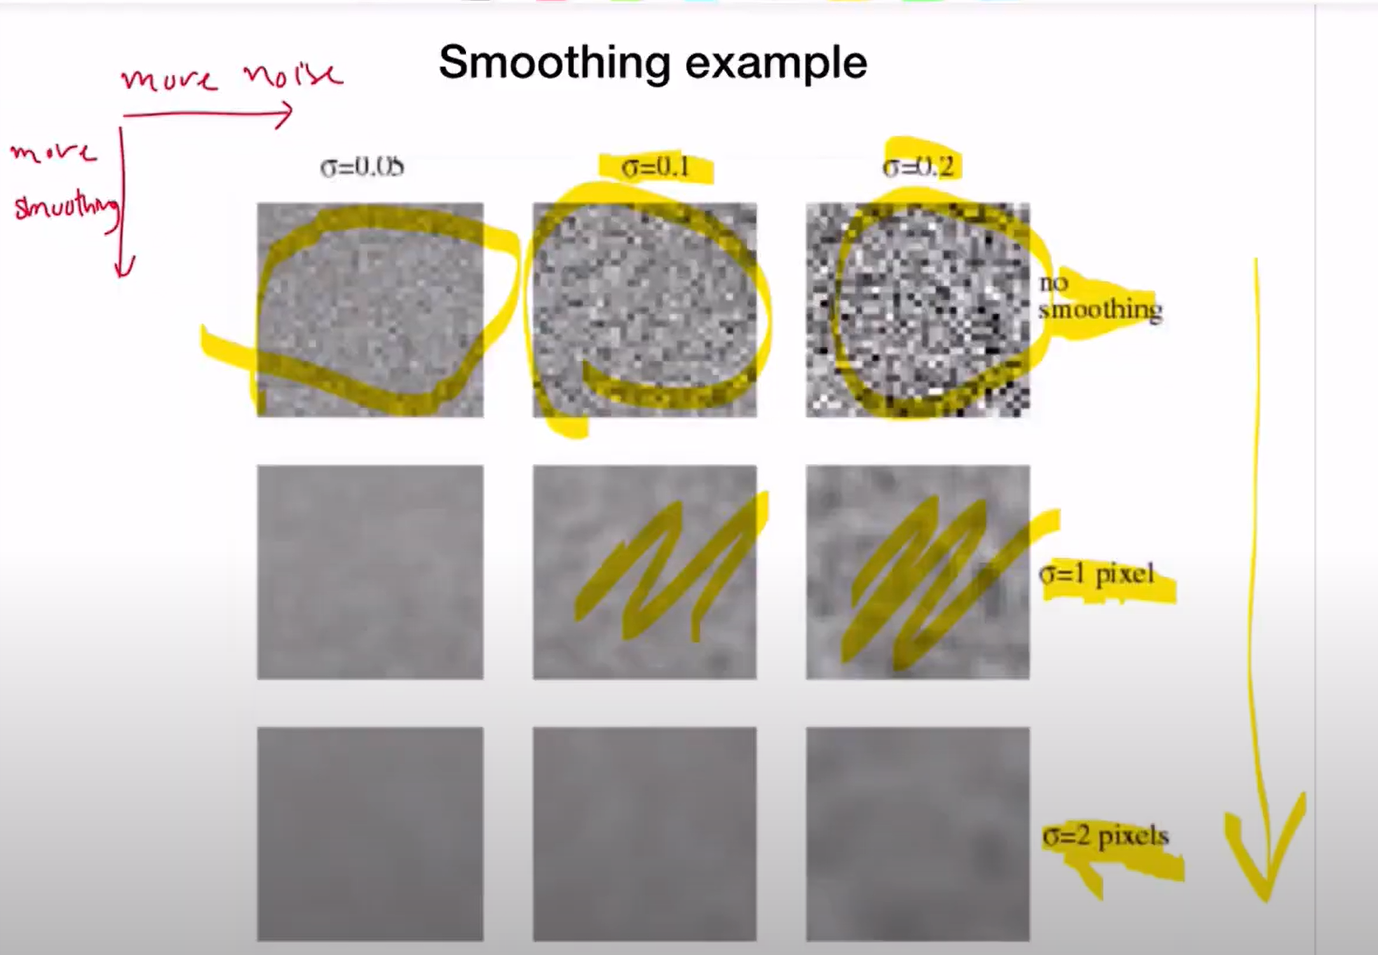 Smoothing example
more noise
more
smoothing
σ=0.05
σ=0.1
σ=0.2
no
smoothing
σ=1 pixel
σ=2 pixels